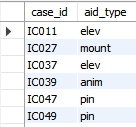 case_id aid_type
IC011 elev
IC027 mount
IC037 elev
IC039 anim
IC047 pin
IC049 pin